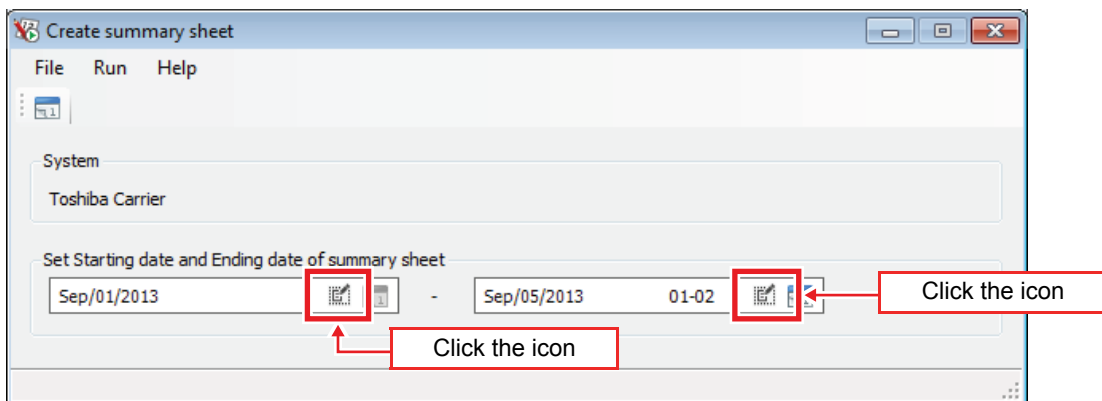 Create summary sheet
File Run Help
System
Toshiba Carrier
Set Starting date and Ending date of summary sheet
Sep/01/2013 - Sep/05/2013 01-02
Click the icon
Click the icon